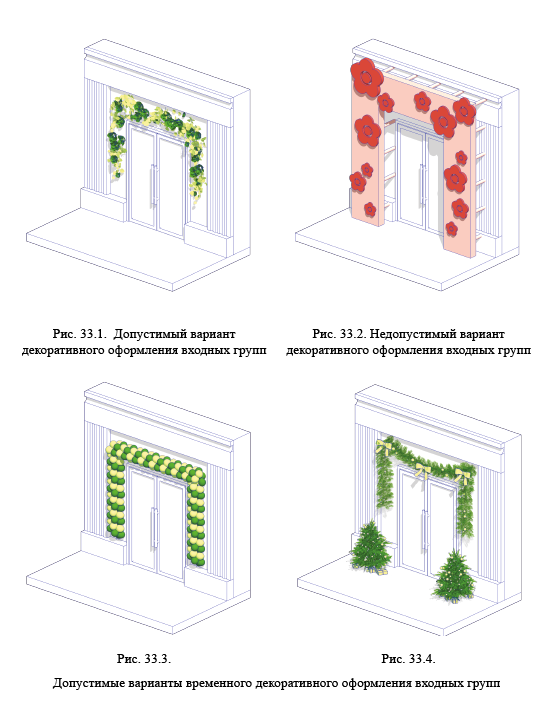 Рис. 33.1.  Допустимый вариант
декоративного оформления входных групп
Рис. 33.2. Недопустимый вариант
декоративного оформления входных групп
Рис. 33.3.
Рис. 33.4.
Допустимые варианты временного декоративного оформления входных групп